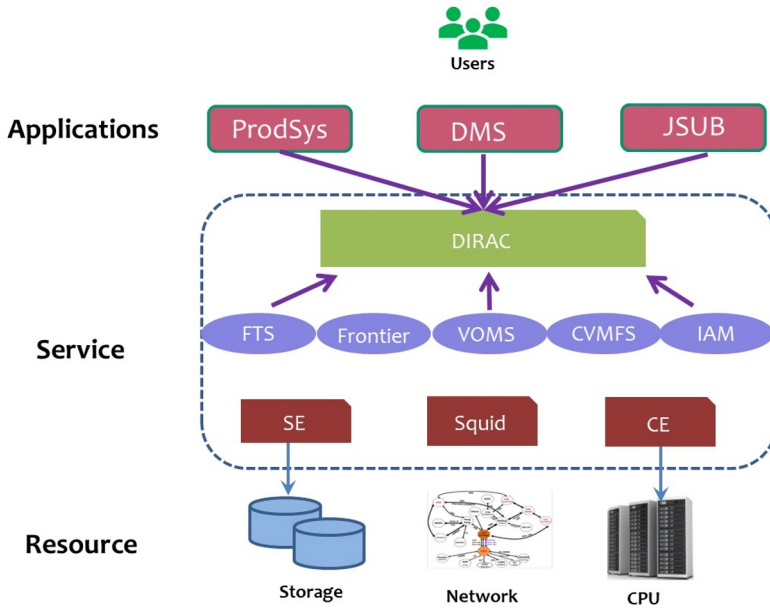 Users
Applications
ProdSys
DMS
JSUB
DIRAC
Service
FTS
Frontier
VOMS
CVMFS
IAM
SE
Squid
CE
Resource
Storage
Network
CPU